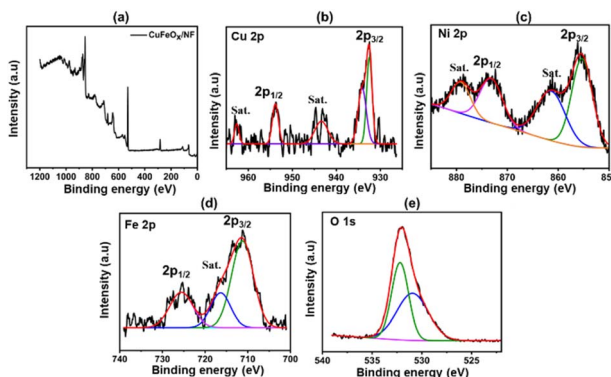 (a)
CuFeOx/NF
Intensity (a.u)
1200 1000 800 600 400 200 0
Binding energy (eV)
(b)
Cu 2p
2p3/2
2p1/2
Sat.
Sat.
Intensity (a.u)
960 950 940 930
Binding energy (eV)
(c)
Ni 2p
2p3/2
2p1/2
Sat.
Sat.
Intensity (a.u)
880 870 860 850
Binding energy (eV)
(d)
Fe 2p
2p3/2
2p1/2
Sat.
Intensity (a.u)
740 730 720 710 700
Binding energy (eV)
(e)
O 1s
Intensity (a.u)
540 535 530 525
Binding energy (eV)